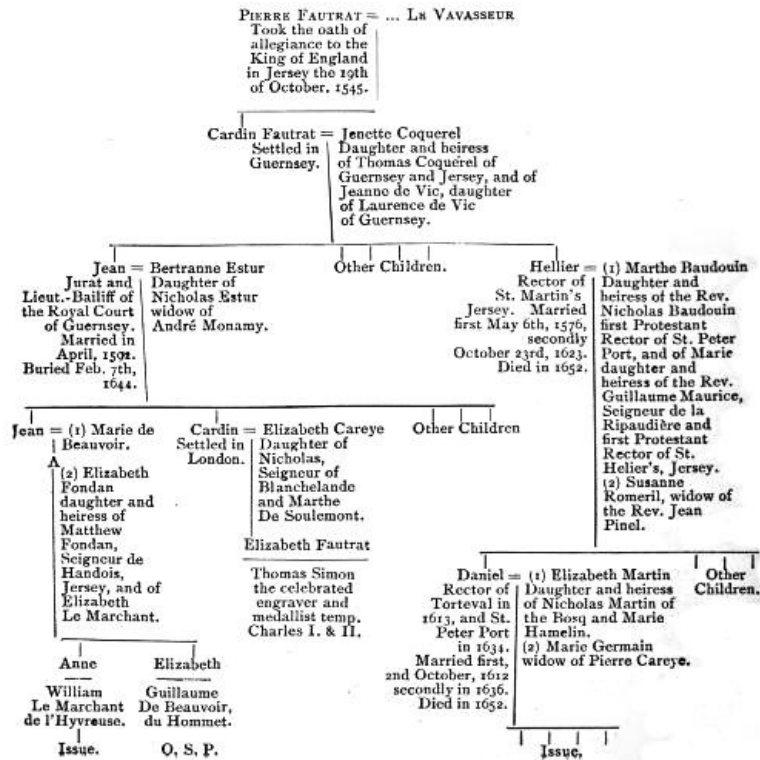 PIERRE FAUTRAT = ... LE VAVASSEUR
Took the oath of
allegiance to the
King of England
in Jersey the 19th
of October, 1545.
Cardin Fautrat = Jenette Coquerel
Settled in
Guernsey.
Daughter and heiress
of Thomas Coquerel of
Guernsey and Jersey, and of
Jeanne de Vic, daughter
of Laurence de Vic
of Guernsey.
Jean = Bertranne Estur
Jurat and
Lieut.-Bailiff of
the Royal Court
of Guernsey.
Married in
April, 1591.
Buried Feb. 7th,
1644.
Daughter of
Nicholas Estur
widow of
André Monamy.
Other Children.
Hellier = (1) Marthe Baudouin
Rector of
St. Martin's
Jersey. Married
first May 6th, 1576,
secondly
October 23rd, 1623.
Died in 1652.
Daughter and
heiress of the Rev.
Nicholas Baudouin
first Protestant
Rector of St. Peter
Port, and of Marie
daughter and
heiress of the Rev.
Guillaume Maurice,
Seigneur de la
Ripaudière and
first Protestant
Rector of St.
Helier's, Jersey.
(2) Susanne
Romeril, widow of
the Rev. Jean
Pinel.
Jean = (1) Marie de
Beauvoir.
A
(2) Elizabeth
Fondan
daughter and
heiress of
Matthew
Fondan,
Seigneur de
Handois,
Jersey, and of
Elizabeth
Le Marchant.
Cardin = Elizabeth Careye
Settled in
London.
Daughter of
Nicholas,
Seigneur of
Blanchelande
and Marthe
De Soulemont.
Other Children
Elizabeth Fautrat
Thomas Simon
the celebrated
engraver and
medallist temp.
Charles I. & II.
Daniel = (1) Elizabeth Martin
Rector of
Torteval in
1613, and St.
Peter Port
in 1634.
Married first,
2nd October, 1612
secondly in 1636.
Died in 1652.
Daughter and heiress
of Nicholas Martin of
the Bosq and Marie
Hamelin.
(2) Marie Germain
widow of Pierre Careye.
Other
Children.
Anne
William
Le Marchant
de l'Hyvreuse.
Issue.
Elizabeth
Guillaume
De Beauvoir,
du Hommet.
O. S. P.
Issue.